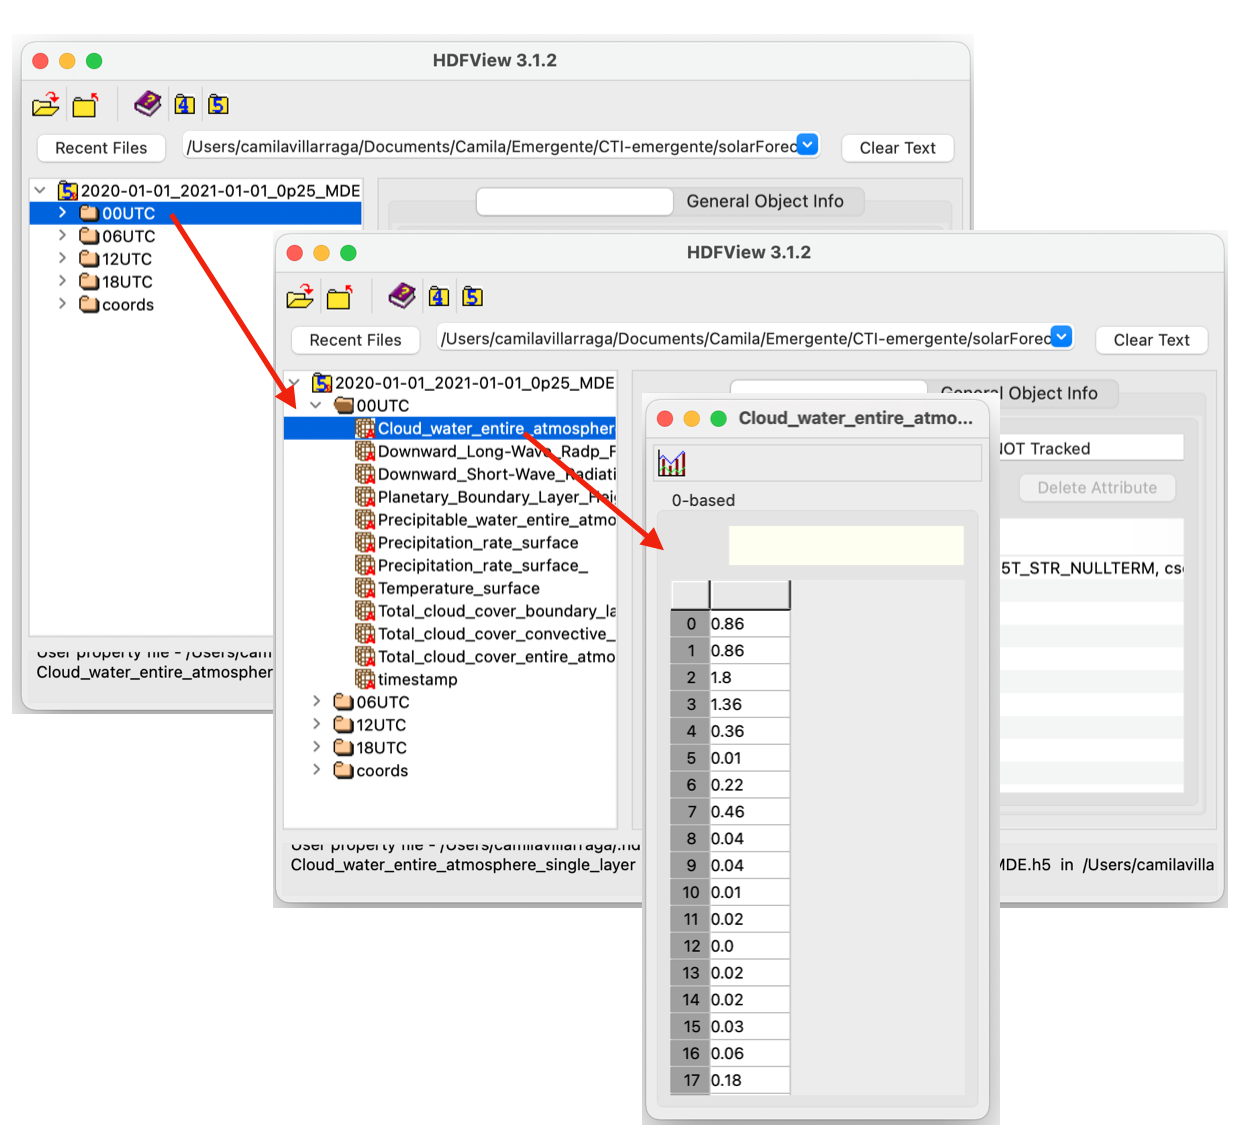 HDFView 3.1.2
Recent Files
/Users/camilavillarraga/Documents/Camila/Emergente/CTI-emergente/solarForec
Clear Text
2020-01-01_2021-01-01_0p25_MDE
00UTC
06UTC
12UTC
18UTC
coords
General Object Info
User property file - /Users/cam
Cloud_water_entire_atmospher
HDFView 3.1.2
Recent Files
/Users/camilavillarraga/Documents/Camila/Emergente/CTI-emergente/solarForec
Clear Text
2020-01-01_2021-01-01_0p25_MDE
00UTC
Cloud_water_entire_atmospher
Downward_Long-Wave_Radp_F
Downward_Short-Wave_Radiati
Planetary_Boundary_Layer_Hei
Precipitable_water_entire_atmo
Precipitation_rate_surface
Precipitation_rate_surface_
Temperature_surface
Total_cloud_cover_boundary_la
Total_cloud_cover_convective_
Total_cloud_cover_entire_atmo
timestamp
06UTC
12UTC
18UTC
coords
General Object Info
NOT Tracked
Delete Attribute
5T_STR_NULLTERM, cs
User property file - /Users/camilavillarraga/.hd
Cloud_water_entire_atmosphere_single_layer
MDE.h5 in /Users/camilavilla
Cloud_water_entire_atmo...
0-based
0 0.86
1 0.86
2 1.8
3 1.36
4 0.36
5 0.01
6 0.22
7 0.46
8 0.04
9 0.04
10 0.01
11 0.02
12 0.0
13 0.02
14 0.02
15 0.03
16 0.06
17 0.18